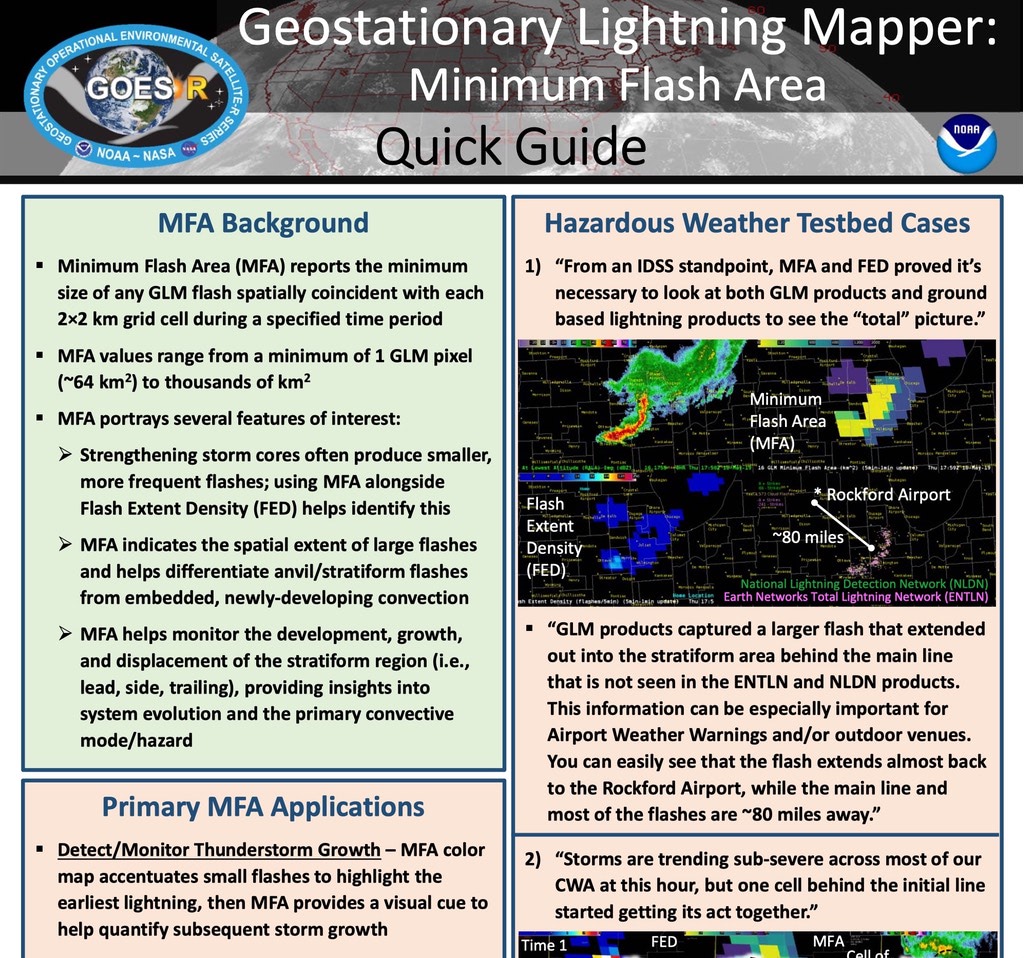 Geostationary Lightning Mapper:
Minimum Flash Area
Quick Guide
GEOSTATIONARY OPERATIONAL ENVIRONMENTAL SATELLITE-R SERIES
GOES R
NOAA ~ NASA
NOAA
MFA Background
▪ Minimum Flash Area (MFA) reports the minimum
size of any GLM flash spatially coincident with each
2×2 km grid cell during a specified time period
▪ MFA values range from a minimum of 1 GLM pixel
(~64 km²) to thousands of km²
▪ MFA portrays several features of interest:
➢ Strengthening storm cores often produce smaller,
more frequent flashes; using MFA alongside
Flash Extent Density (FED) helps identify this
➢ MFA indicates the spatial extent of large flashes
and helps differentiate anvil/stratiform flashes
from embedded, newly-developing convection
➢ MFA helps monitor the development, growth,
and displacement of the stratiform region (i.e.,
lead, side, trailing), providing insights into
system evolution and the primary convective
mode/hazard
Primary MFA Applications
▪ Detect/Monitor Thunderstorm Growth – MFA color
map accentuates small flashes to highlight the
earliest lightning, then MFA provides a visual cue to
help quantify subsequent storm growth
Hazardous Weather Testbed Cases
1) “From an IDSS standpoint, MFA and FED proved it’s
necessary to look at both GLM products and ground
based lightning products to see the “total” picture.”
Minimum
Flash Area
(MFA)
Flash
Extent
Density
(FED)
* Rockford Airport
~80 miles
National Lightning Detection Network (NLDN)
Earth Networks Total Lightning Network (ENTLN)
▪ “GLM products captured a larger flash that extended
out into the stratiform area behind the main line
that is not seen in the ENTLN and NLDN products.
This information can be especially important for
Airport Weather Warnings and/or outdoor venues.
You can easily see that the flash extends almost back
to the Rockford Airport, while the main line and
most of the flashes are ~80 miles away.”
2) “Storms are trending sub-severe across most of our
CWA at this hour, but one cell behind the initial line
started getting its act together.”
Time 1
FED
MFA
Cell of